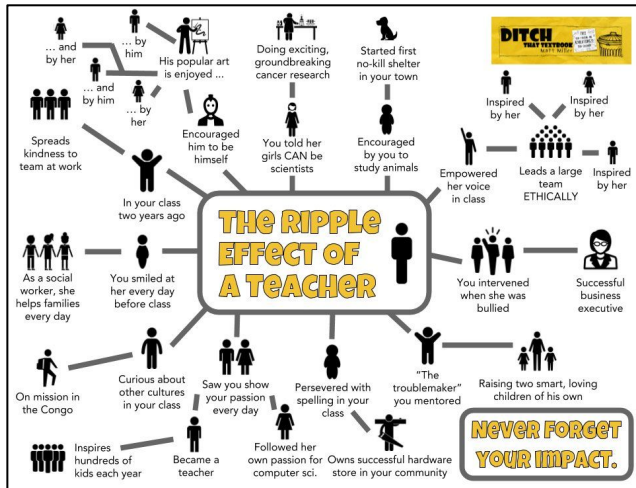 ... and
by her
... by
him
His popular art
is enjoyed ...
... and
by him
... by
her
Encouraged
him to be
himself
Doing exciting,
groundbreaking
cancer research
You told her
girls CAN be
scientists
Started first
no-kill shelter
in your town
Encouraged
by you to
study animals
DITCH
THAT TEXTBOOK
MATT MILLER
Inspired
by her
Inspired
by her
Empowered
her voice
in class
Leads a large
team
ETHICALLY
Inspired
by her
Spreads
kindness to
team at work
In your class
two years ago
THE RIPPLE
EFFECT OF
A TEACHER
As a social
worker, she
helps families
every day
You smiled at
her every day
before class
You intervened
when she was
bullied
Successful
business
executive
On mission in
the Congo
Curious about
other cultures
in your class
Saw you show
your passion
every day
Persevered with
spelling in your
class
"The
troublemaker"
you mentored
Raising two smart, loving
children of his own
Inspires
hundreds of
kids each year
Became a
teacher
Followed her
own passion for
computer sci.
Owns successful hardware
store in your community
NEVER FORGET
YOUR IMPACT.